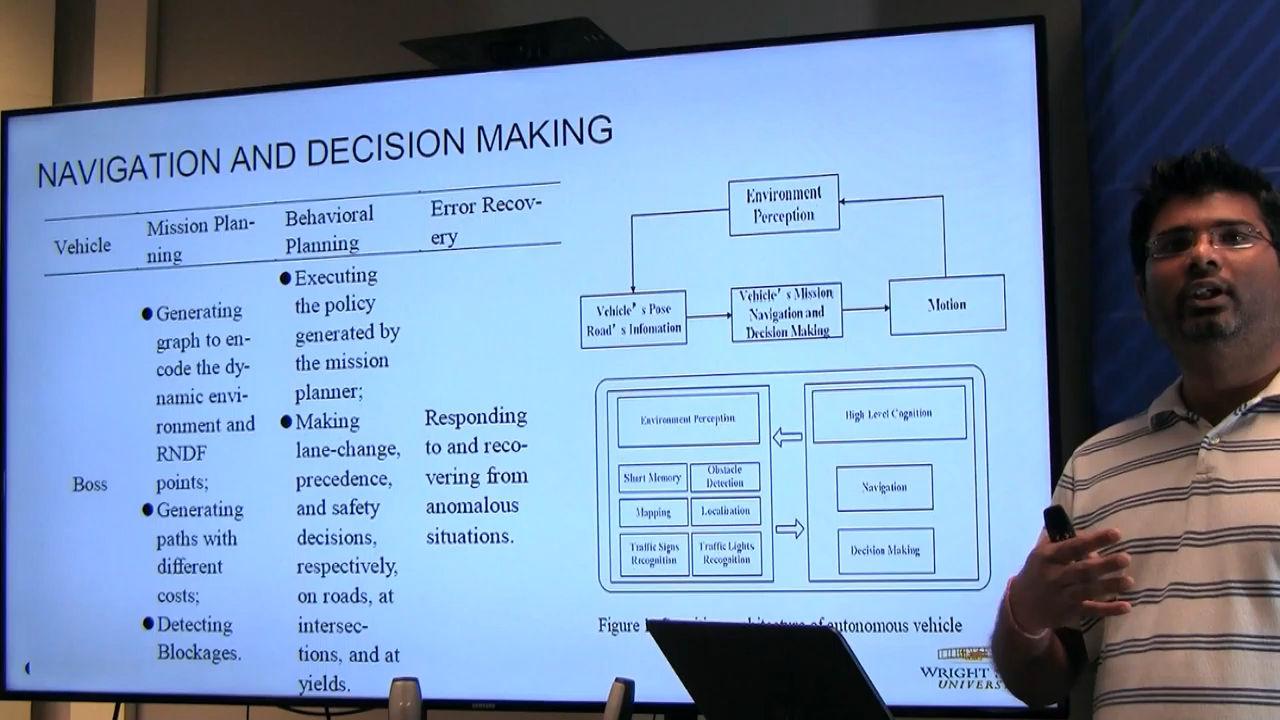 NAVIGATION AND DECISION MAKING
Vehicle
Mission Plan-
ning
Behavioral
Planning
Error Recov-
ery
Boss
● Generating
graph to en-
code the dy-
namic envi-
ronment and
RNDF
points;
● Generating
paths with
different
costs;
● Detecting
Blockages.
● Executing
the policy
generated by
the mission
planner;
● Making
lane-change,
precedence,
and safety
decisions,
respectively,
on roads, at
intersec-
tions, and at
yields.
Responding
to and reco-
vering from
anomalous
situations.
Environment
Perception
Vehicle's Pose
Road's Infomation
Vehicle's Mission
Navigation and
Decision Making
Motion
Environment Perception
Short Memory
Obstacle
Detection
Mapping
Localization
Traffic Signs
Recognition
Traffic Lights
Recognition
High Level Cognition
Navigation
Decision Making
Figure of autonomous vehicle
WRIGHT
SAMSUNG